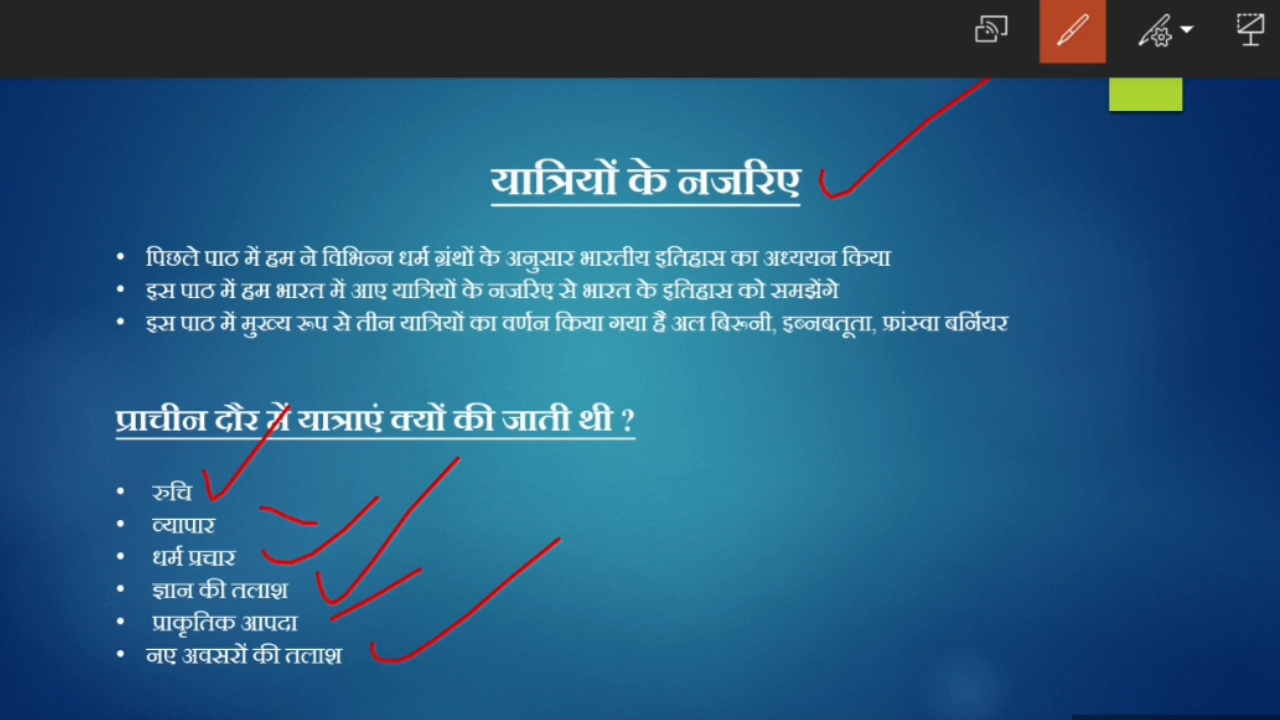 यात्रियों के नजरिए
पिछले पाठ में हम ने विभिन्न धर्म ग्रंथों के अनुसार भारतीय इतिहास का अध्ययन किया
इस पाठ में हम भारत में आए यात्रियों के नजरिए से भारत के इतिहास को समझेंगे
इस पाठ में मुख्य रूप से तीन यात्रियों का वर्णन किया गया है अल बिरूनी, इब्नबतूता, फ्रांस्वा बर्नियर
प्राचीन दौर में यात्राएं क्यों की जाती थी ?
रुचि
व्यापार
धर्म प्रचार
ज्ञान की तलाश
प्राकृतिक आपदा
नए अवसरों की तलाश